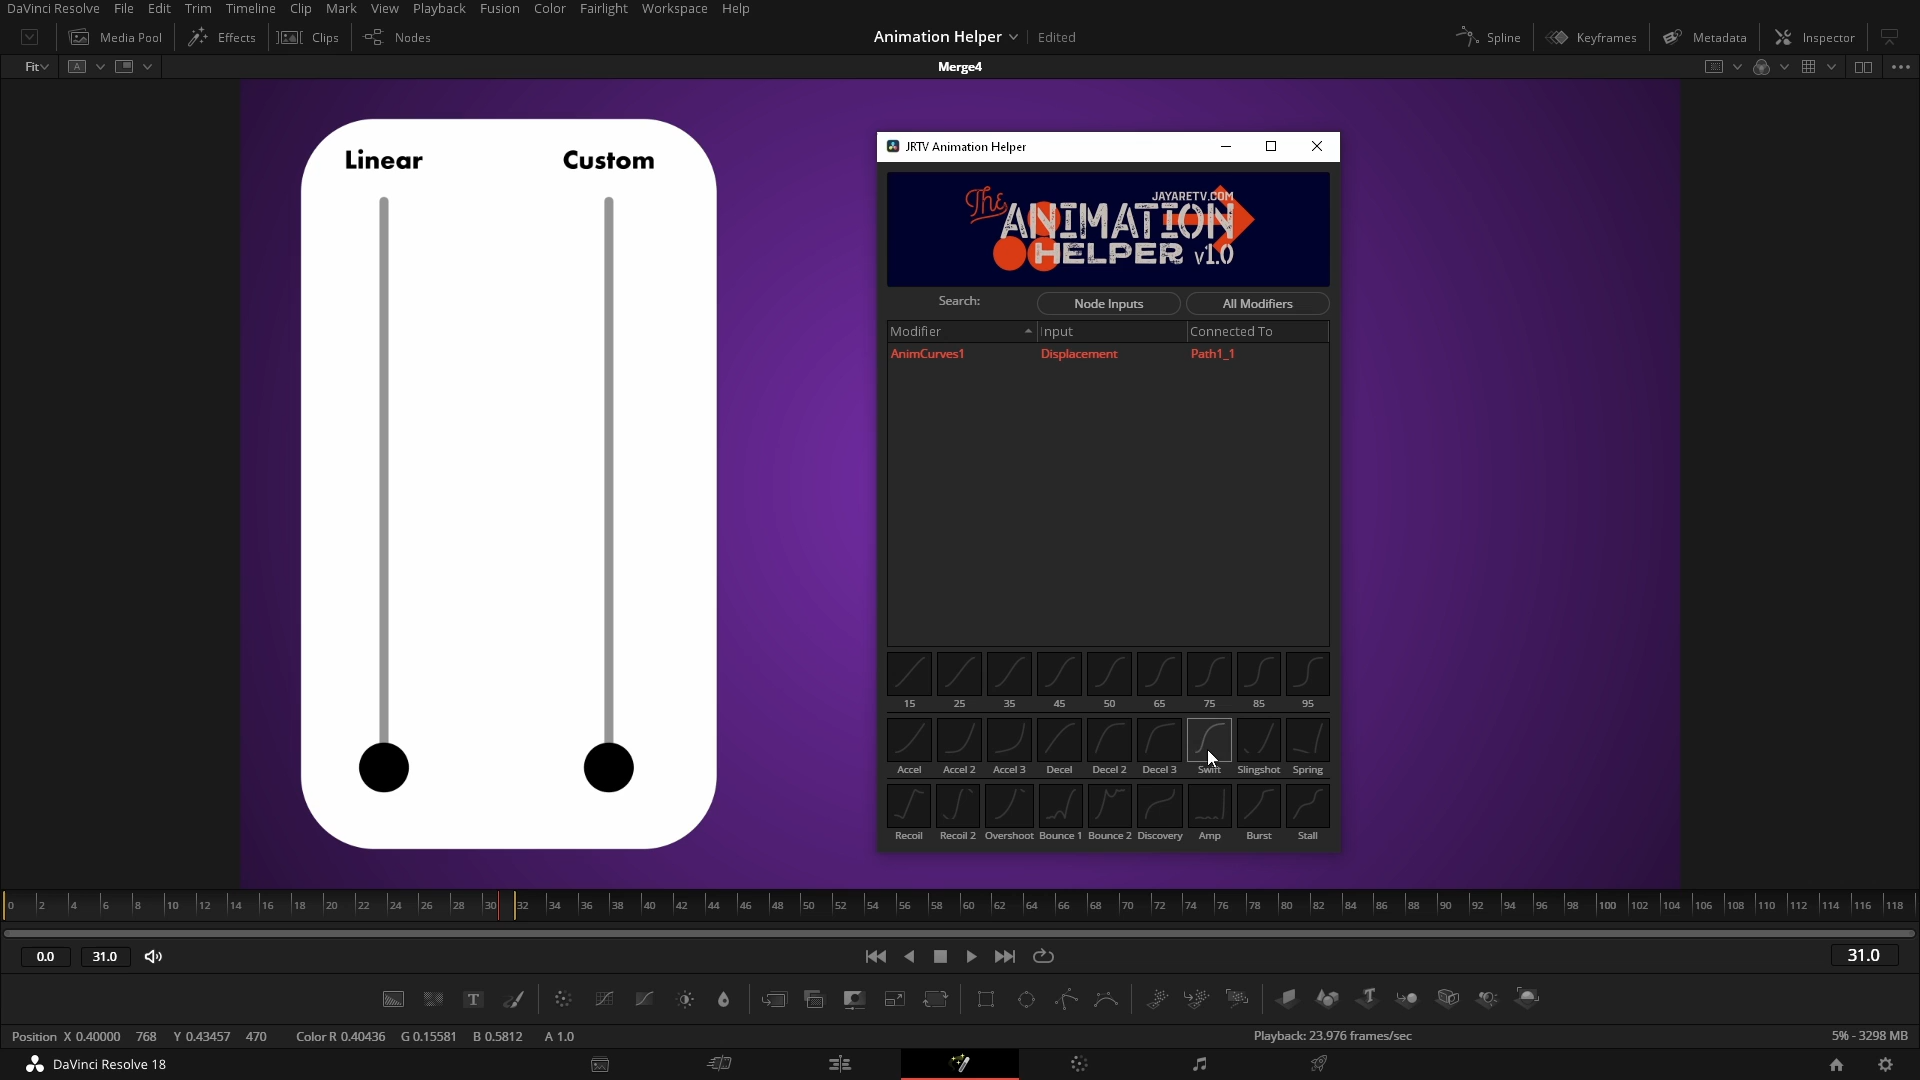 DaVinci Resolve File Edit Trim Timeline Clip Mark View Playback Fusion Color Fairlight Workspace Help
Media Pool Effects Clips Nodes Animation Helper Edited Spline Keyframes Metadata Inspector
Fit A Merge4
Linear Custom
JRTV Animation Helper
JAYARETV.COM
The ANIMATION
HELPER v1.0
Search: Node Inputs All Modifiers
Modifier Input Connected To
AnimCurves1 Displacement Path1_1
15 25 35 45 50 65 75 85 95
Accel Accel 2 Accel 3 Decel Decel 2 Decel 3 Swift Slingshot Spring
Recoil Recoil 2 Overshoot Bounce 1 Bounce 2 Discovery Amp Burst Stall
0 2 4 6 8 10 12 14 16 18 20 22 24 26 28 30 32 34 36 38 40 42 44 46 48 50 52 54 56 58 60 62 64 66 68 70 72 74 76 78 80 82 84 86 88 90 92 94 96 98 100 102 104 106 108 110 112 114 116 118
0.0 31.0 31.0
T T
Position X 0.40000 768 Y 0.43457 470 Color R 0.40436 G 0.15581 B 0.5812 A 1.0 Playback: 23.976 frames/sec 5% - 3298 MB
DaVinci Resolve 18